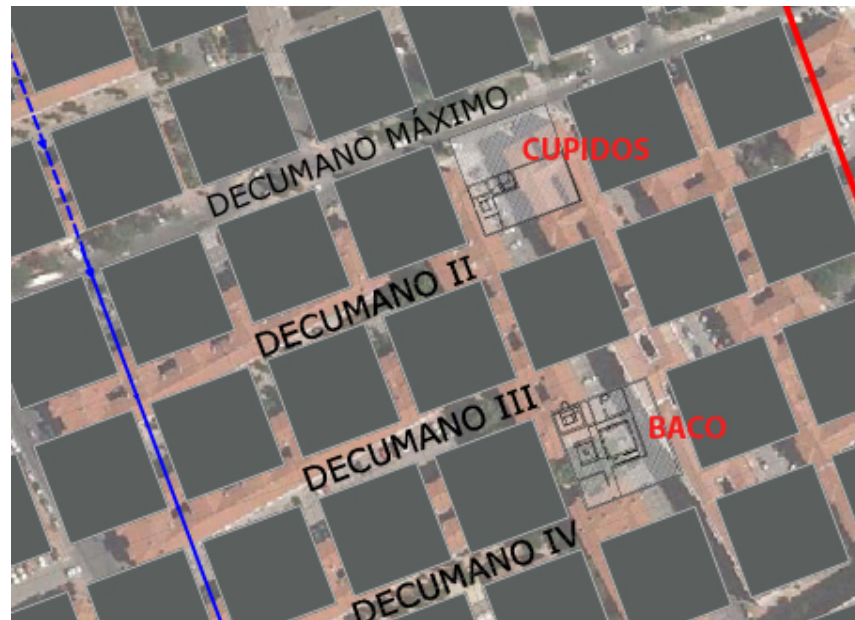 DECUMANO MÁXIMO
CUPIDOS
DECUMANO II
DECUMANO III
BACO
DECUMANO IV